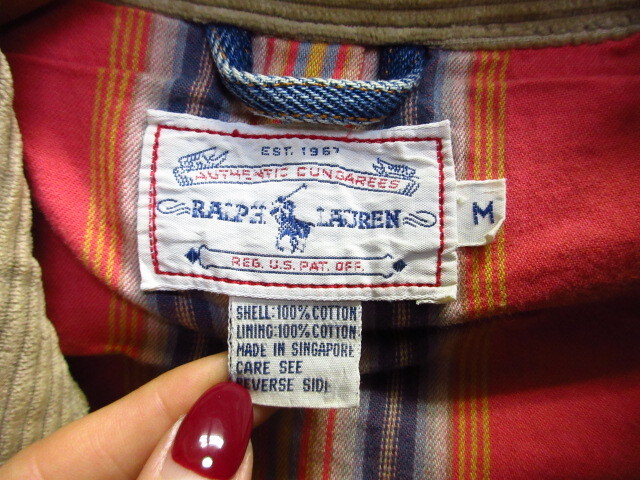 EST. 1967
AUTHENTIC DUNGAREES
RALPH LAUREN
REG. U.S. PAT. OFF.
M
SHELL:100% COTTON
LINING:100% COTTON
MADE IN SINGAPORE
CARE SEE
REVERSE SIDE